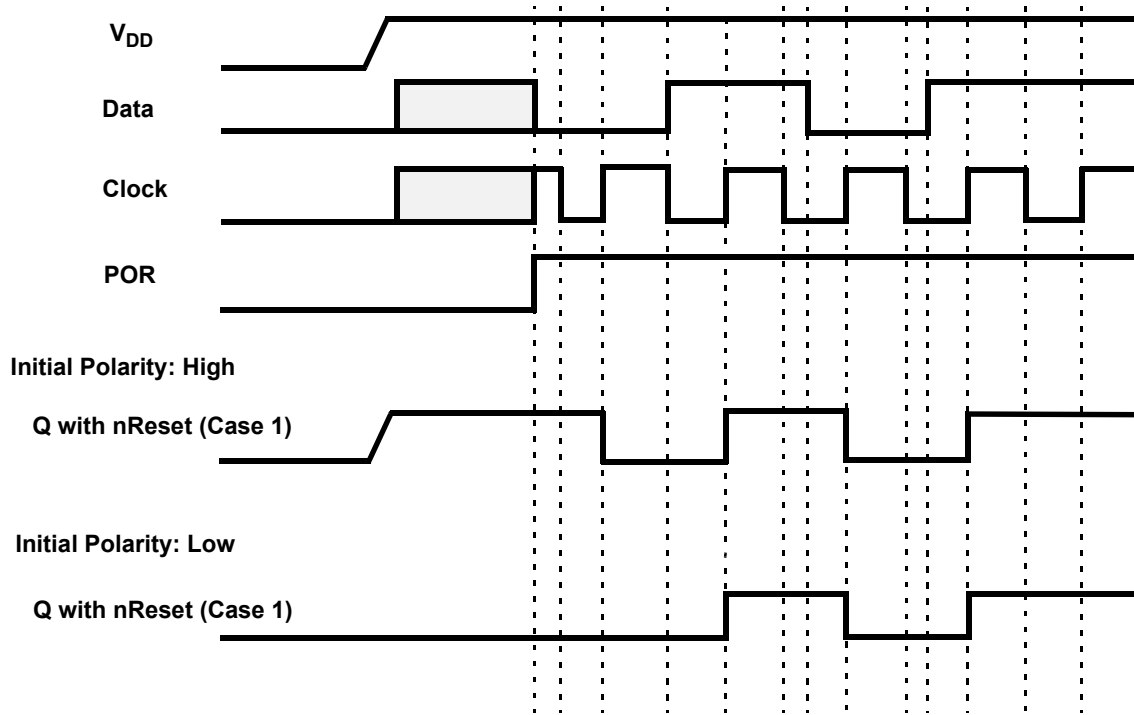 VDD
Data
Clock
POR
Initial Polarity: High
Q with nReset (Case 1)
Initial Polarity: Low
Q with nReset (Case 1)